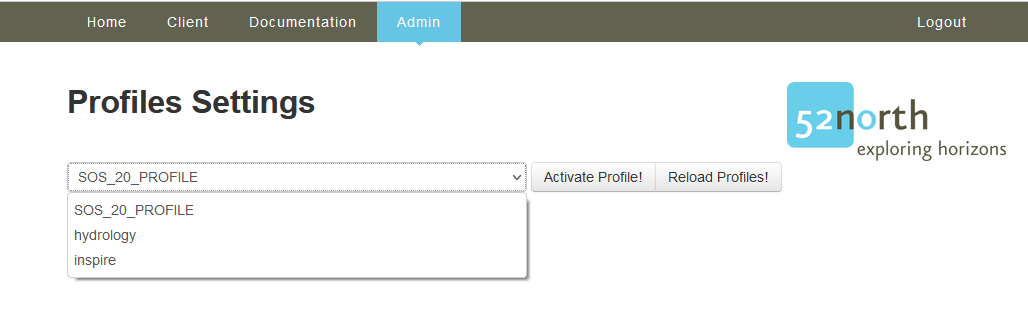 Home Client Documentation Admin Logout
Profiles Settings
52north
exploring horizons
SOS_20_PROFILE Activate Profile! Reload Profiles!
SOS_20_PROFILE
hydrology
inspire